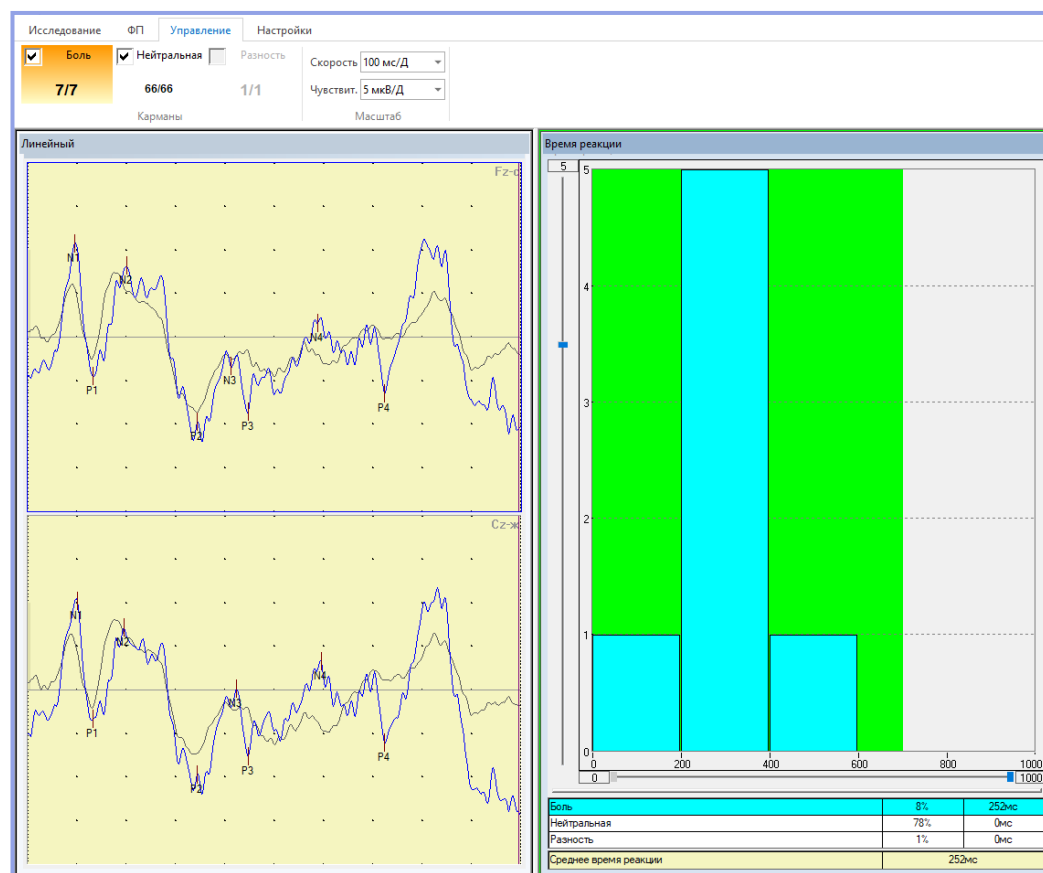 Исследование ФП Управление Настройки
Боль Нейтральная Разность
7/7 66/66 1/1
Карманы
Скорость 100 мс/Д
Чувствит. 5 мкВ/Д
Масштаб
Линейный
Fz-с
N1 N2
P1 N3 N4
P2 P3 P4
Cz-ж
N1 N2
P1 N3 N4
P2 P3 P4
Время реакции
5
5
4
3
2
1
0
0 200 400 600 800 1000
0 1000
Боль 8% 252мс
Нейтральная 78% 0мс
Разность 1% 0мс
Среднее время реакции 252мс